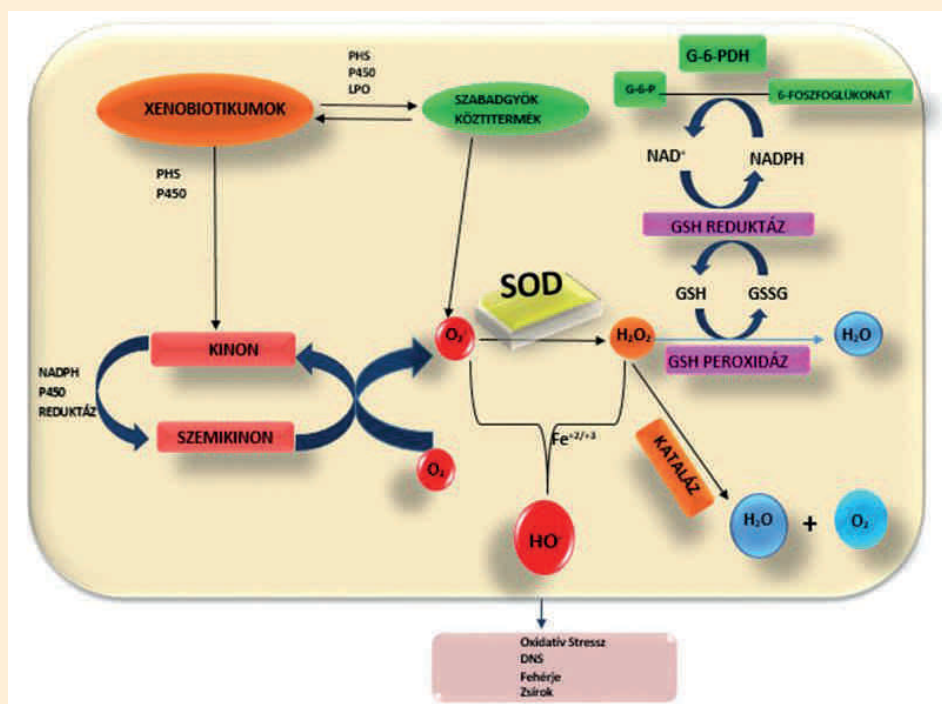 PHS
P450
LPO
G-6-PDH
XENOBIOTIKUMOK
SZABADGYÖK
KÖZTITERMÉK
G-6-P
6-FOSZFOGLÜKONÁT
NAD⁺
NADPH
PHS
P450
GSH REDUKTÁZ
GSH
GSSG
SOD
O₂⁻
H₂O₂
H₂O
GSH PEROXIDÁZ
KINON
NADPH
P450
REDUKTÁZ
SZEMIKINON
O₂
Fe⁺²/⁺³
KATALÁZ
HO·
H₂O + O₂
Oxidatív Stressz
DNS
Fehérje
Zsírok